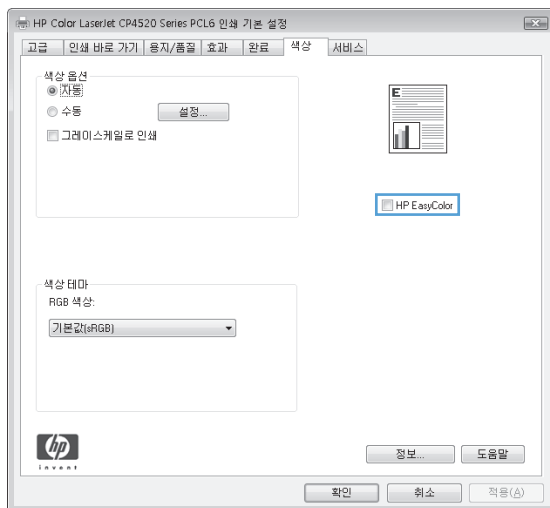 HP Color LaserJet CP4520 Series PCL6 인쇄 기본 설정
고급 인쇄 바로 가기 용지/품질 효과 완료 색상 서비스
색상 옵션
자동
수동 설정...
그레이스케일로 인쇄
E
HP EasyColor
색상 테마
RGB 색상:
기본값(sRGB)
hp
invent
정보... 도움말
확인 취소 적용(A)